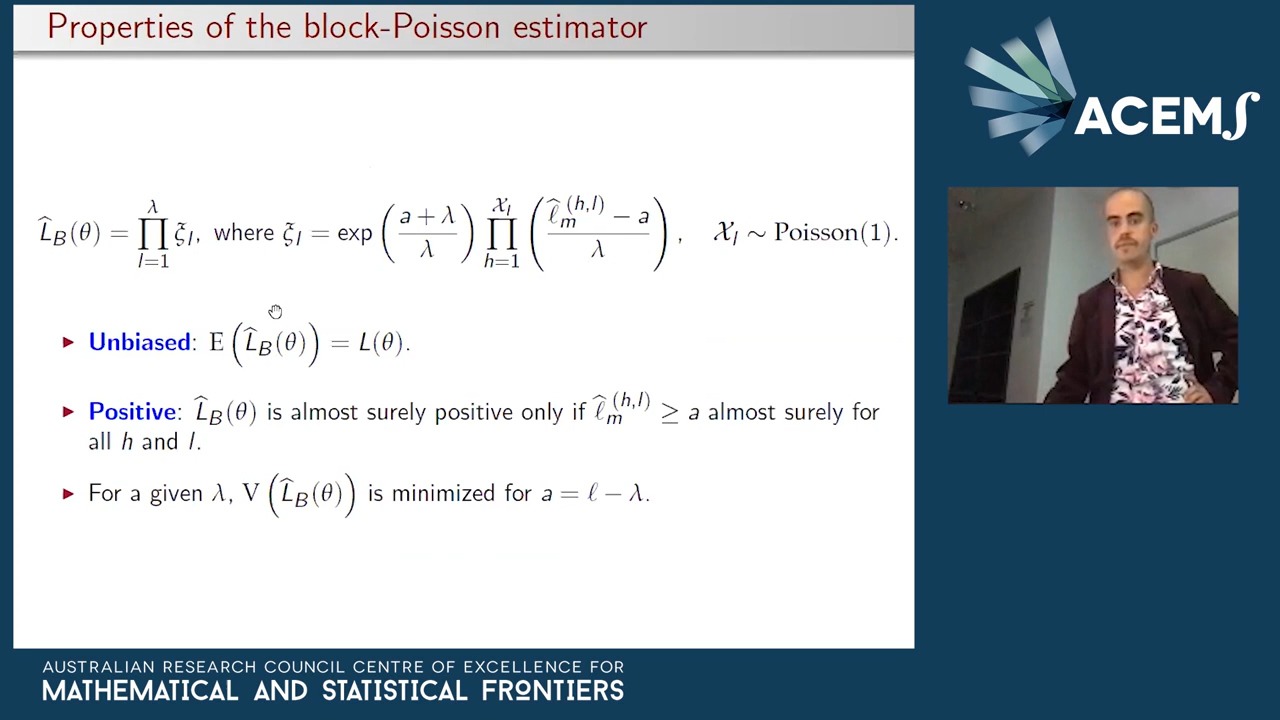 Properties of the block-Poisson estimator
ACEMS
L̂_B(θ) = ∏_{l=1}^{λ} ξ_l, where ξ_l = exp((a + λ)/λ) ∏_{h=1}^{𝒳_l} ((ℓ̂_m^{(h,l)} − a)/λ), 𝒳_l ∼ Poisson(1).
▶ Unbiased: E(L̂_B(θ)) = L(θ).
▶ Positive: L̂_B(θ) is almost surely positive only if ℓ̂_m^{(h,l)} ≥ a almost surely for
all h and l.
▶ For a given λ, V(L̂_B(θ)) is minimized for a = ℓ − λ.
AUSTRALIAN RESEARCH COUNCIL CENTRE OF EXCELLENCE FOR
MATHEMATICAL AND STATISTICAL FRONTIERS